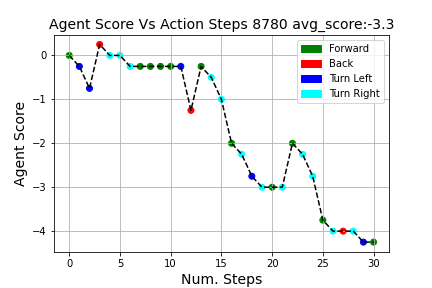 Agent Score Vs Action Steps 8780 avg_score:-3.3
Forward
Back
Turn Left
Turn Right
Agent Score
0
−1
−2
−3
−4
0 5 10 15 20 25 30
Num. Steps